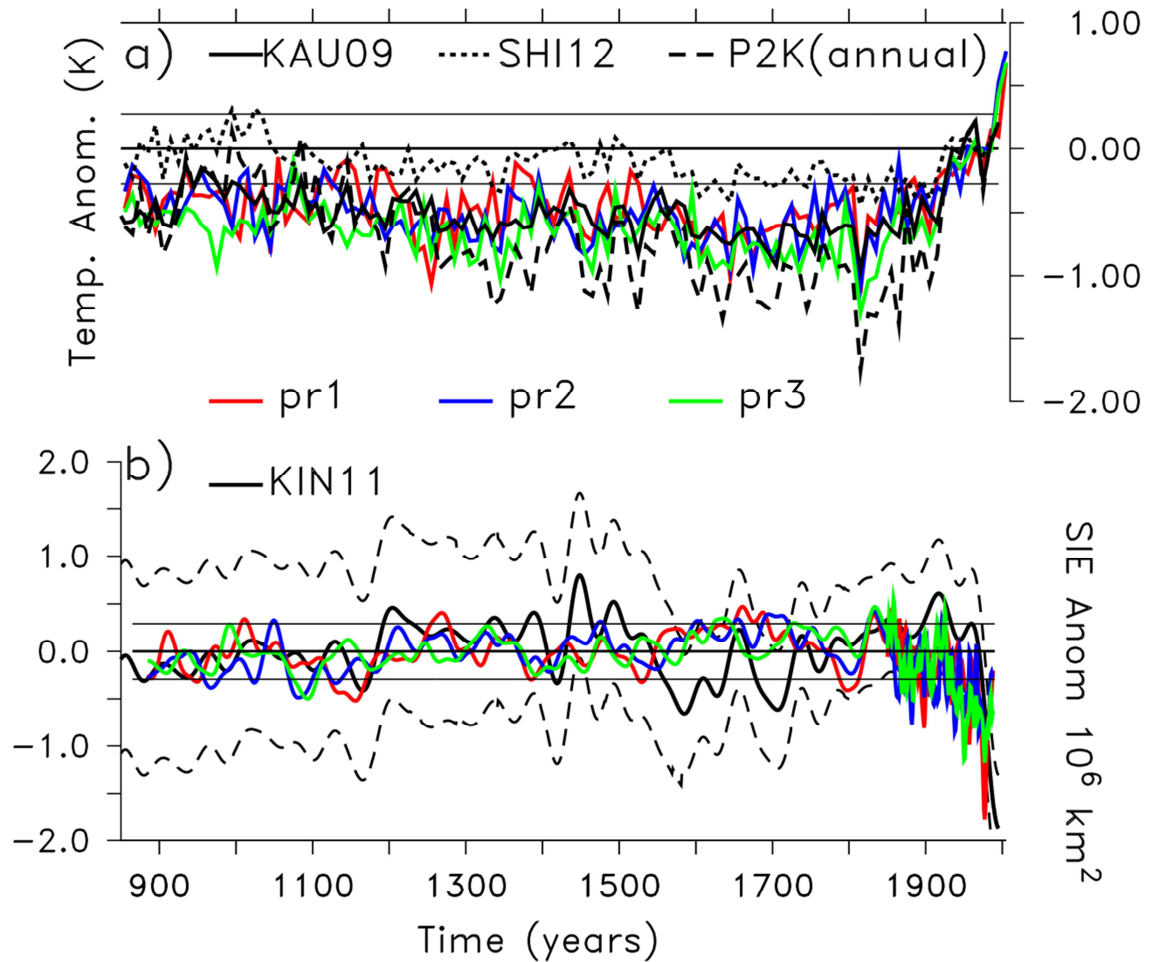 a) KAU09 SHI12 P2K(annual)
Temp. Anom. (K)
1.00
0.00
−1.00
−2.00
pr1 pr2 pr3
b) KIN11
2.0
1.0
0.0
−1.0
−2.0
SIE Anom 10⁶ km²
900 1100 1300 1500 1700 1900
Time (years)